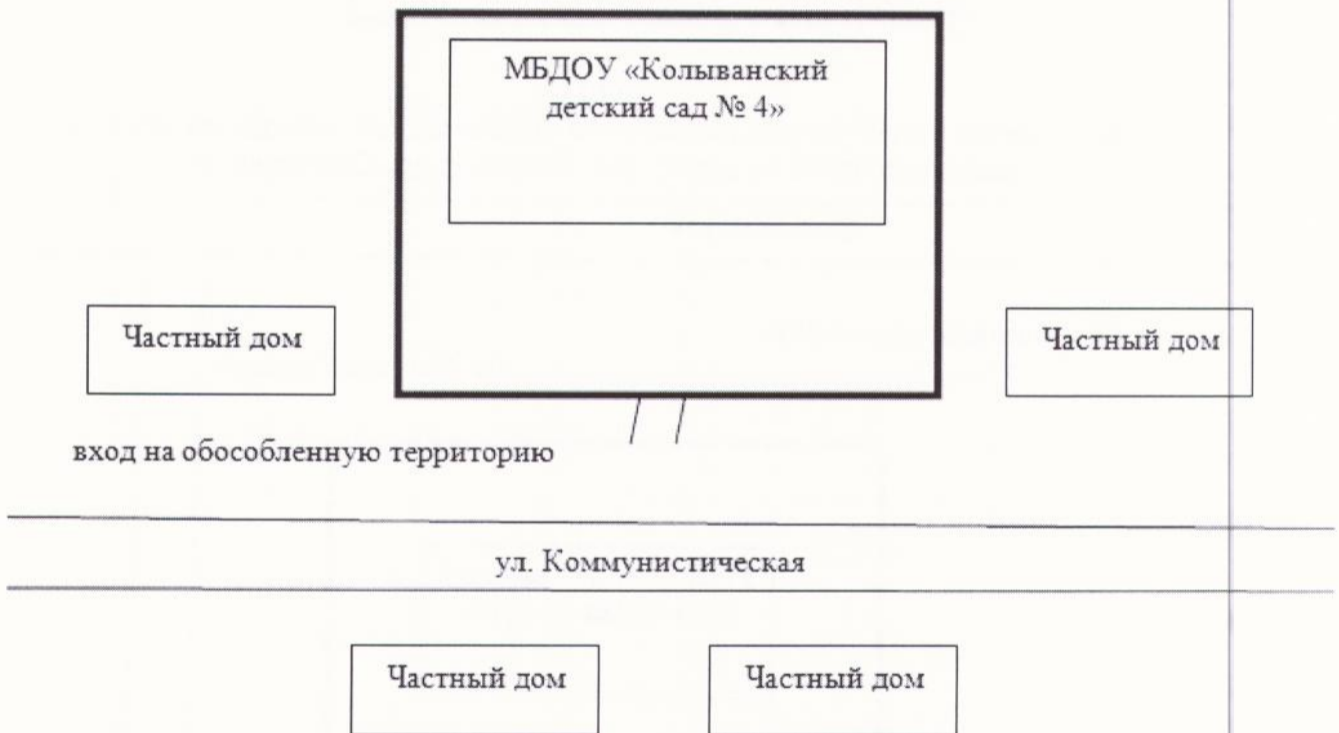 МБДОУ «Колыванский
детский сад № 4»
Частный дом
Частный дом
вход на обособленную территорию
ул. Коммунистическая
Частный дом
Частный дом